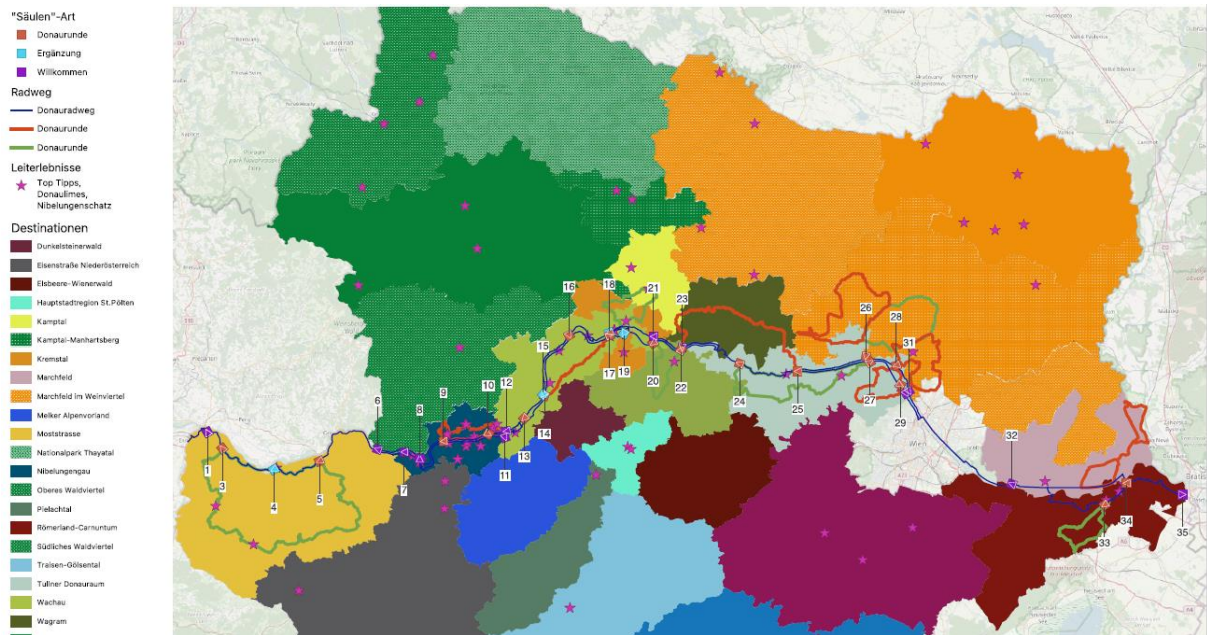 "Säulen"-Art
Donaurunde
Ergänzung
Willkommen
Radweg
Donauradweg
Donaurunde
Donaurunde
Leiterlebnisse
Top Tipps,
Donaulimes,
Nibelungenschatz
Destinationen
Dunkelsteinerwald
Eisenstraße Niederösterreich
Elsbeere-Wienerwald
Hauptstadtregion St.Pölten
Kamptal
Kamptal-Manhartsberg
Kremstal
Marchfeld
Marchfeld im Weinviertel
Melker Alpenvorland
Moststrasse
Nationalpark Thayatal
Nibelungengau
Oberes Waldviertel
Pielachtal
Römerland-Carnuntum
Südliches Waldviertel
Traisen-Gölsental
Tullner Donauraum
Wachau
Wagram
1
3
4
5
6
7
8
9
10
11
12
13
14
15
16
17
18
19
20
21
22
23
24
25
26
27
28
29
31
32
33
34
35
Wien